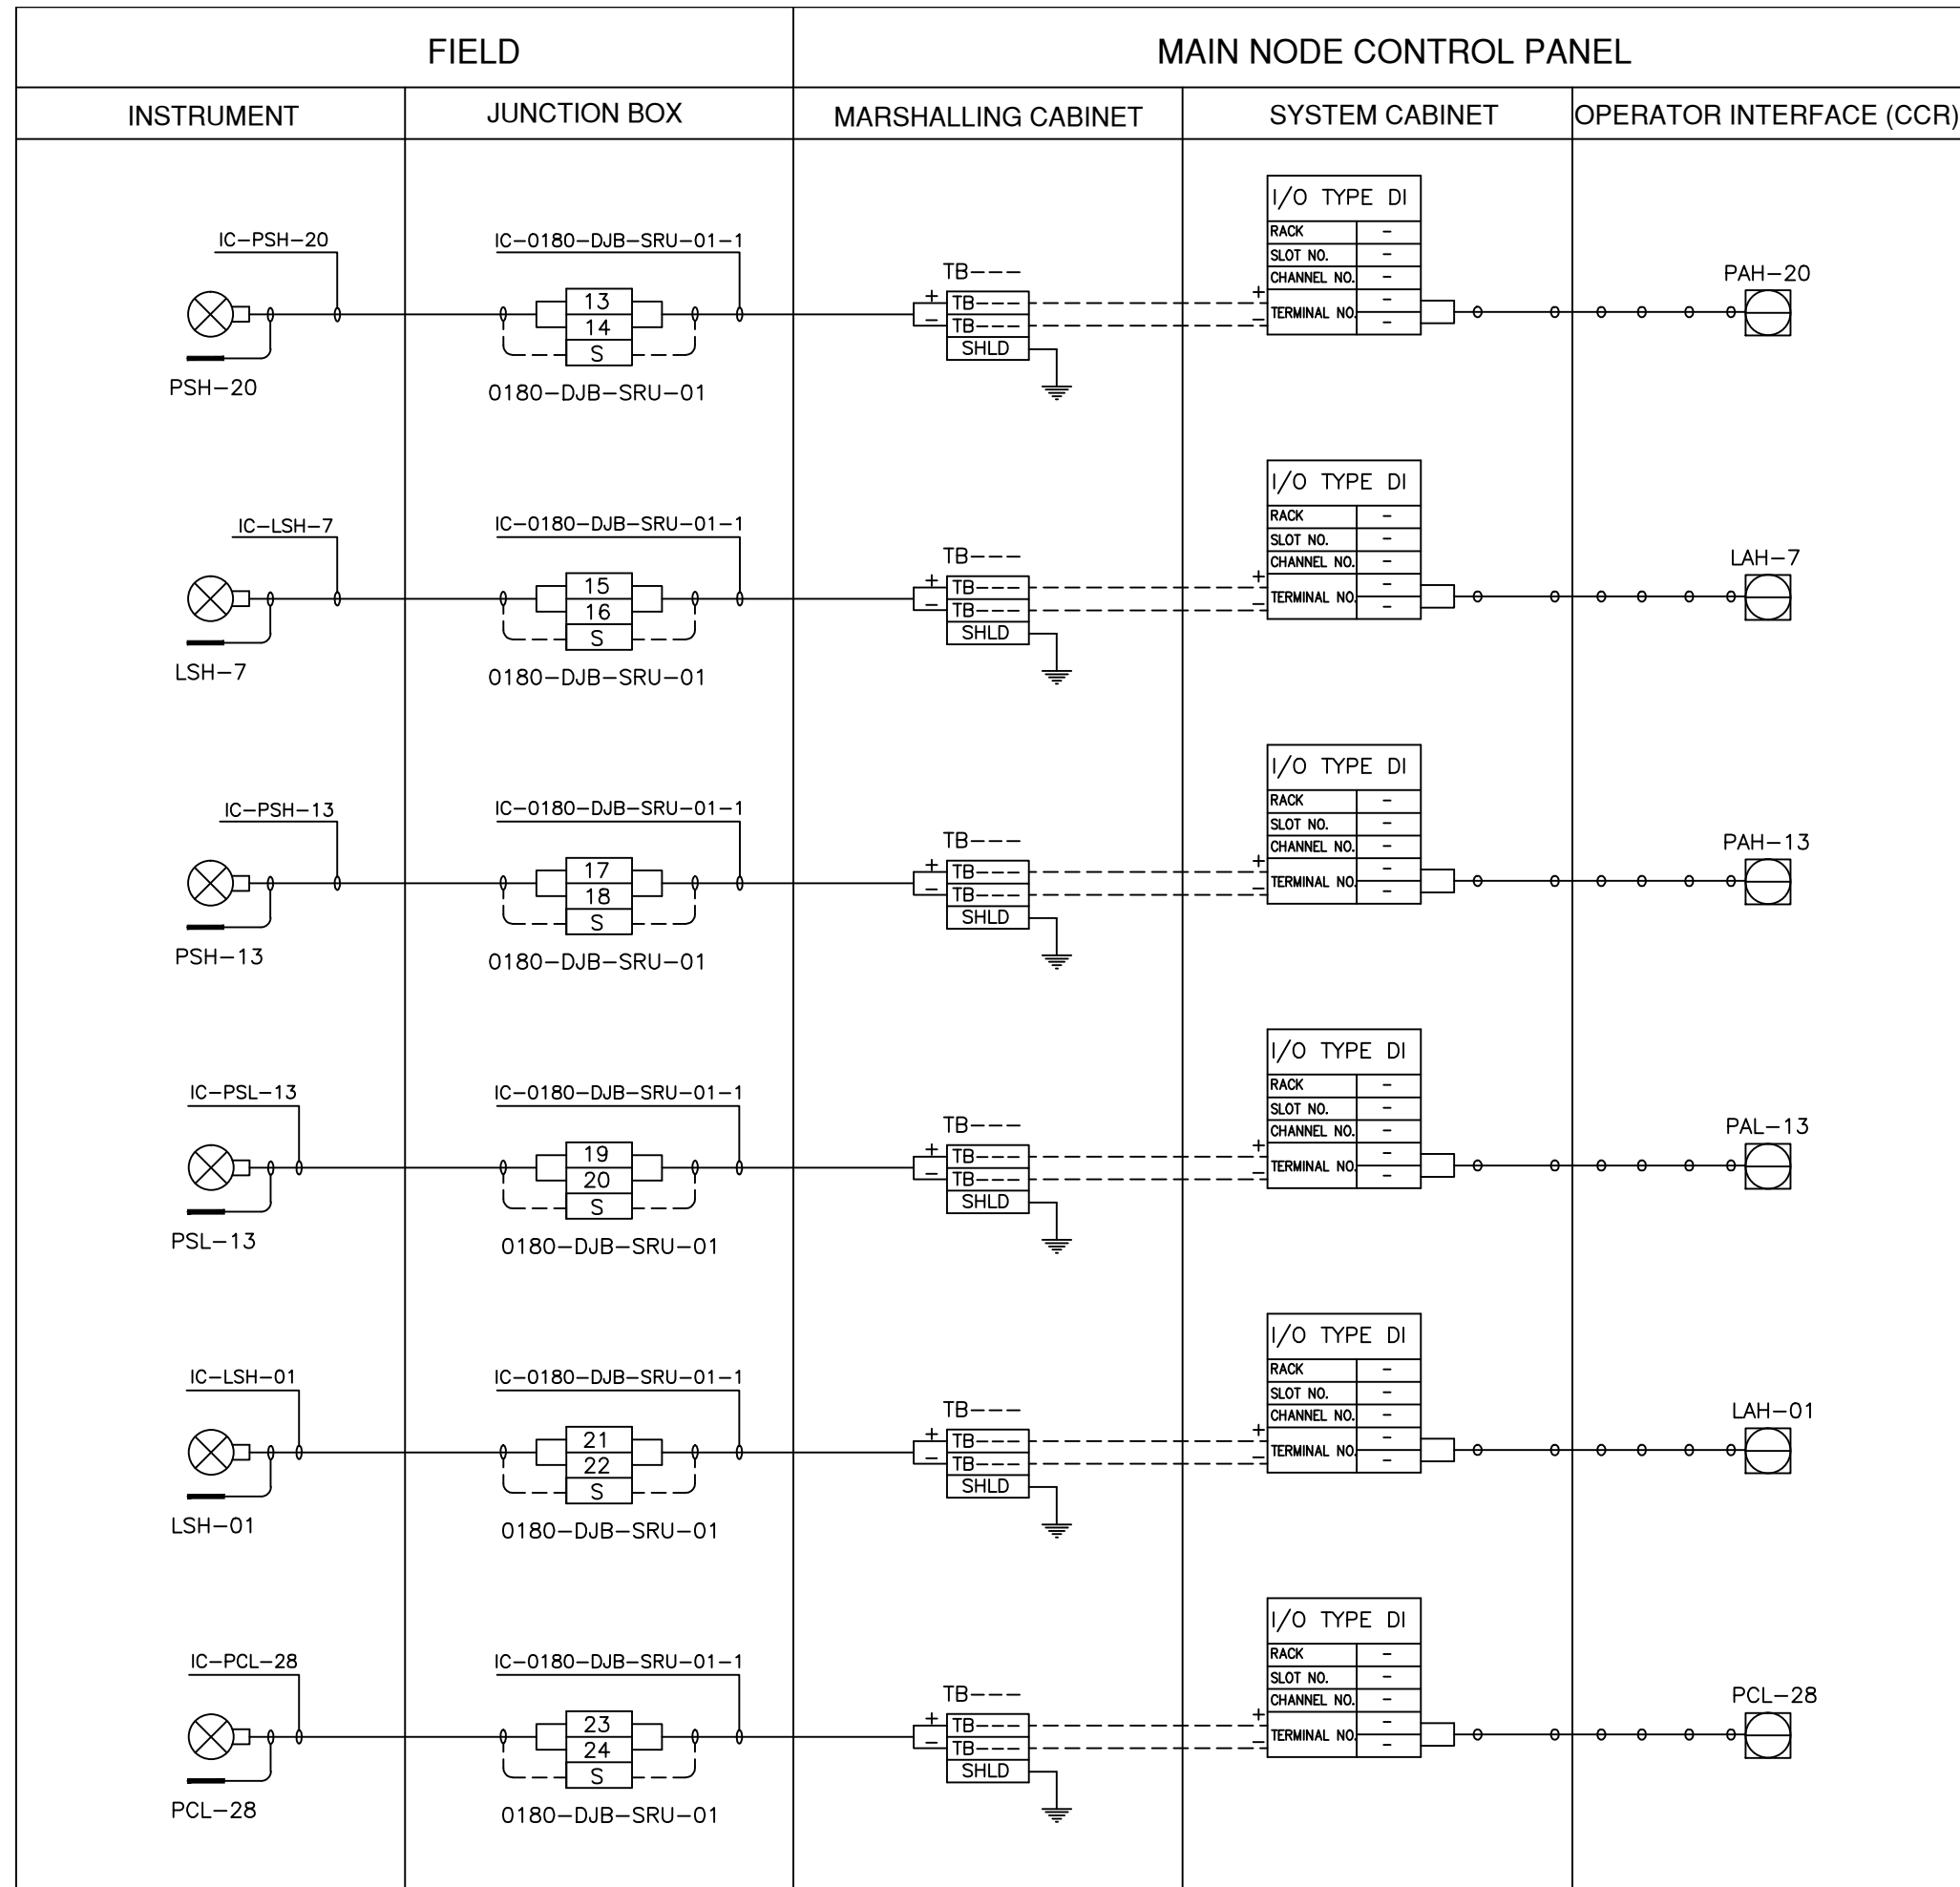 FIELD
MAIN NODE CONTROL PANEL
INSTRUMENT
JUNCTION BOX
MARSHALLING CABINET
SYSTEM CABINET
OPERATOR INTERFACE (CCR)
IC-PSH-20
PSH-20
IC-0180-DJB-SRU-01-1
13
14
S
0180-DJB-SRU-01
TB---
+ TB----
- TB----
SHLD
I/O TYPE DI
RACK -
SLOT NO. -
CHANNEL NO. -
+
-
TERMINAL NO. -
-
PAH-20
IC-LSH-7
LSH-7
IC-0180-DJB-SRU-01-1
15
16
S
0180-DJB-SRU-01
TB---
+ TB----
- TB----
SHLD
I/O TYPE DI
RACK -
SLOT NO. -
CHANNEL NO. -
+
-
TERMINAL NO. -
-
LAH-7
IC-PSH-13
PSH-13
IC-0180-DJB-SRU-01-1
17
18
S
0180-DJB-SRU-01
TB---
+ TB----
- TB----
SHLD
I/O TYPE DI
RACK -
SLOT NO. -
CHANNEL NO. -
+
-
TERMINAL NO. -
-
PAH-13
IC-PSL-13
PSL-13
IC-0180-DJB-SRU-01-1
19
20
S
0180-DJB-SRU-01
TB---
+ TB----
- TB----
SHLD
I/O TYPE DI
RACK -
SLOT NO. -
CHANNEL NO. -
+
-
TERMINAL NO. -
-
PAL-13
IC-LSH-01
LSH-01
IC-0180-DJB-SRU-01-1
21
22
S
0180-DJB-SRU-01
TB---
+ TB----
- TB----
SHLD
I/O TYPE DI
RACK -
SLOT NO. -
CHANNEL NO. -
+
-
TERMINAL NO. -
-
LAH-01
IC-PCL-28
PCL-28
IC-0180-DJB-SRU-01-1
23
24
S
0180-DJB-SRU-01
TB---
+ TB----
- TB----
SHLD
I/O TYPE DI
RACK -
SLOT NO. -
CHANNEL NO. -
+
-
TERMINAL NO. -
-
PCL-28